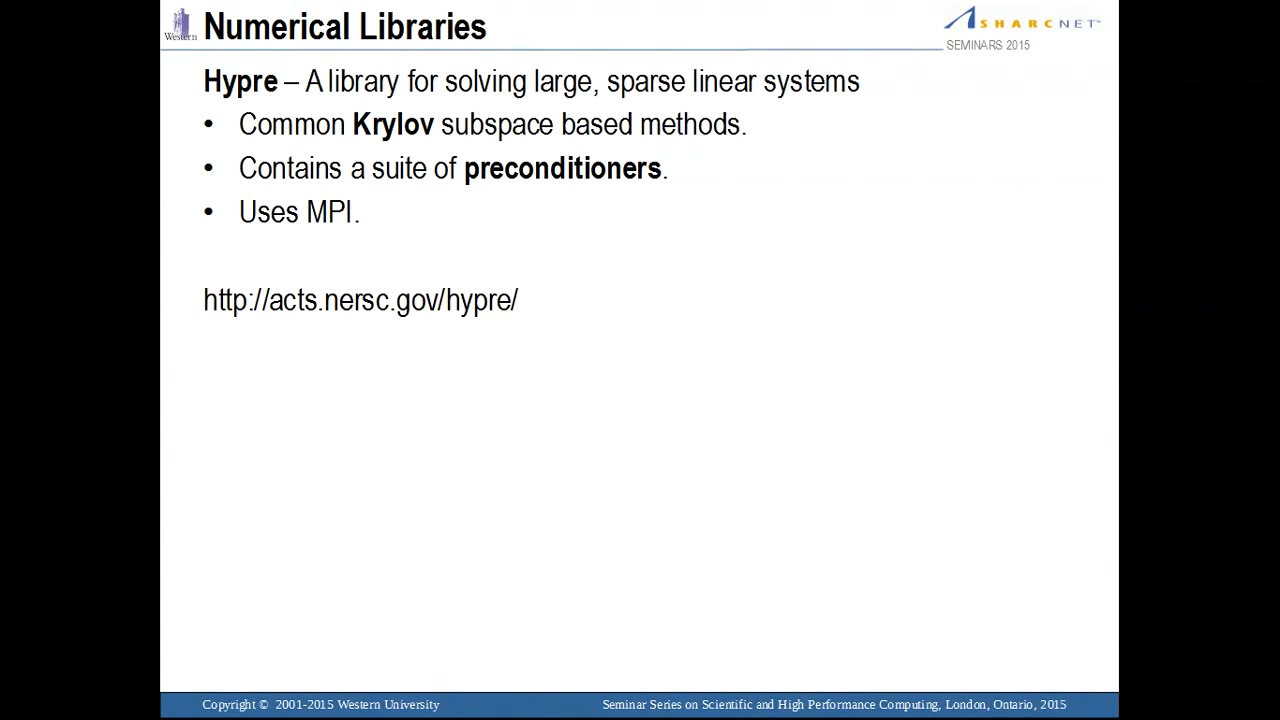 Western
Numerical Libraries
SHARCNET™
SEMINARS 2015
Hypre – A library for solving large, sparse linear systems
• Common Krylov subspace based methods.
• Contains a suite of preconditioners.
• Uses MPI.
http://acts.nersc.gov/hypre/
Copyright © 2001-2015 Western University
Seminar Series on Scientific and High Performance Computing, London, Ontario, 2015